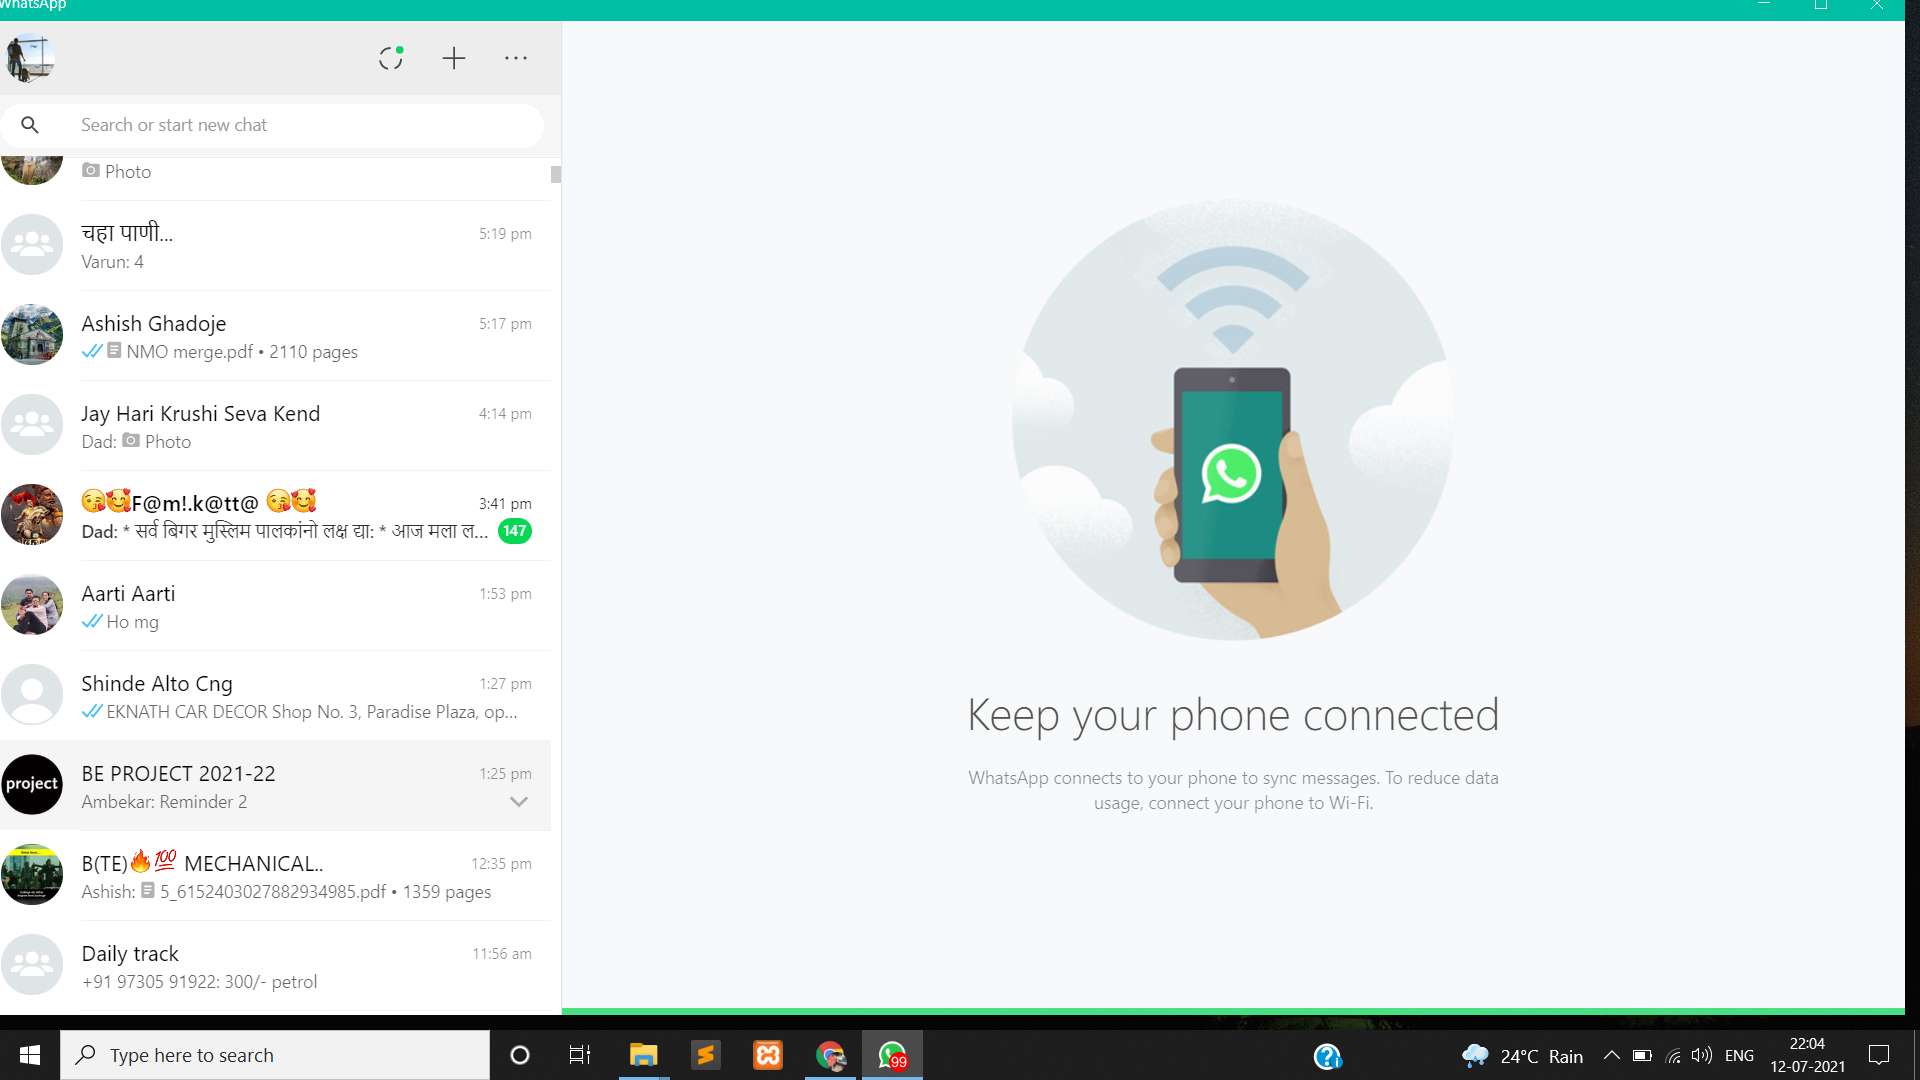 WhatsApp
Search or start new chat
Photo
चहा पाणी...
5:19 pm
Varun: 4
Ashish Ghadoje
5:17 pm
NMO merge.pdf • 2110 pages
Jay Hari Krushi Seva Kend
4:14 pm
Dad: Photo
😘🥰F@m!.k@tt@ 😘🥰
3:41 pm
Dad: * सर्व बिगर मुस्लिम पालकांनो लक्ष द्या: * आज मला ल...
147
Aarti Aarti
1:53 pm
Ho mg
Shinde Alto Cng
1:27 pm
EKNATH CAR DECOR Shop No. 3, Paradise Plaza, op...
project
BE PROJECT 2021-22
1:25 pm
Ambekar: Reminder 2
B(TE)🔥💯 MECHANICAL..
12:35 pm
Ashish: 5_6152403027882934985.pdf • 1359 pages
Daily track
11:56 am
+91 97305 91922: 300/- petrol
Keep your phone connected
WhatsApp connects to your phone to sync messages. To reduce data
usage, connect your phone to Wi-Fi.
Type here to search
99
24°C Rain
ENG
22:04
12-07-2021